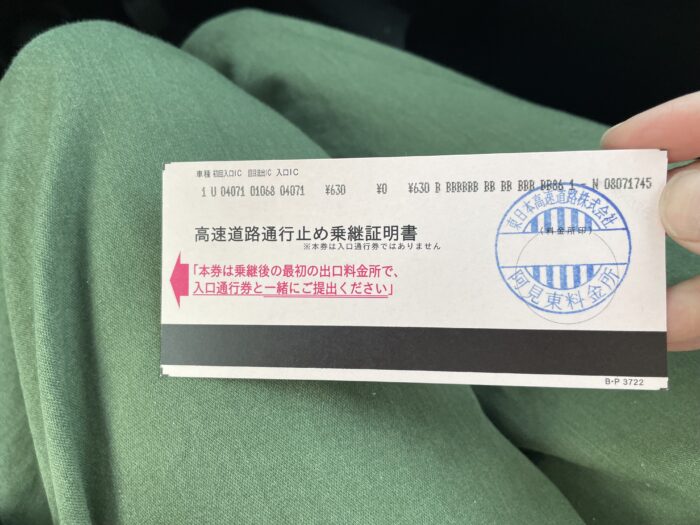 車種 初回入口IC 前回流出IC 入口IC
1 U 04071 01068 04071 ¥630 ¥0 ¥630 B BBBBBB BB BB BBB BB86 1 - N 08071745
高速道路通行止め乗継証明書
※本券は入口通行券ではありません
「本券は乗継後の最初の出口料金所で、
入口通行券と一緒にご提出ください」
東日本高速道路株式会社
(料金所印)
阿見東料金所
B・P 3722